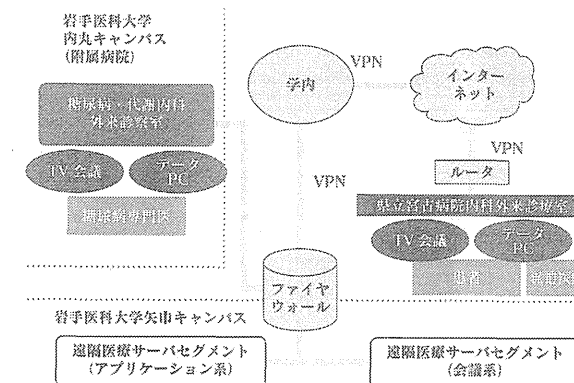 岩手医科大学
内丸キャンパス
(附属病院)
糖尿病・代謝内科
外来診察室
TV会議
データ
PC
糖尿病専門医
学内
VPN
インター
ネット
VPN
VPN
ルータ
県立宮古病院内科外来診療室
TV会議
データ
PC
患者
ファイヤ
ウォール
岩手医科大学矢巾キャンパス
遠隔医療サーバセグメント
(アプリケーション系)
遠隔医療サーバセグメント
(会議系)